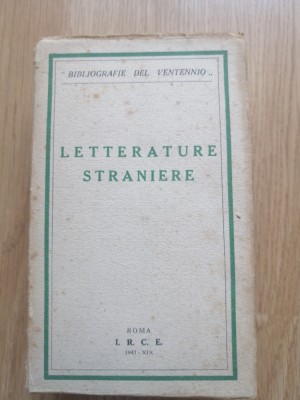 " BIBLIOGRAFIE DEL VENTENNIO „
LETTERATURE
STRANIERE
ROMA
I. R. C. E.
1941 - XIX